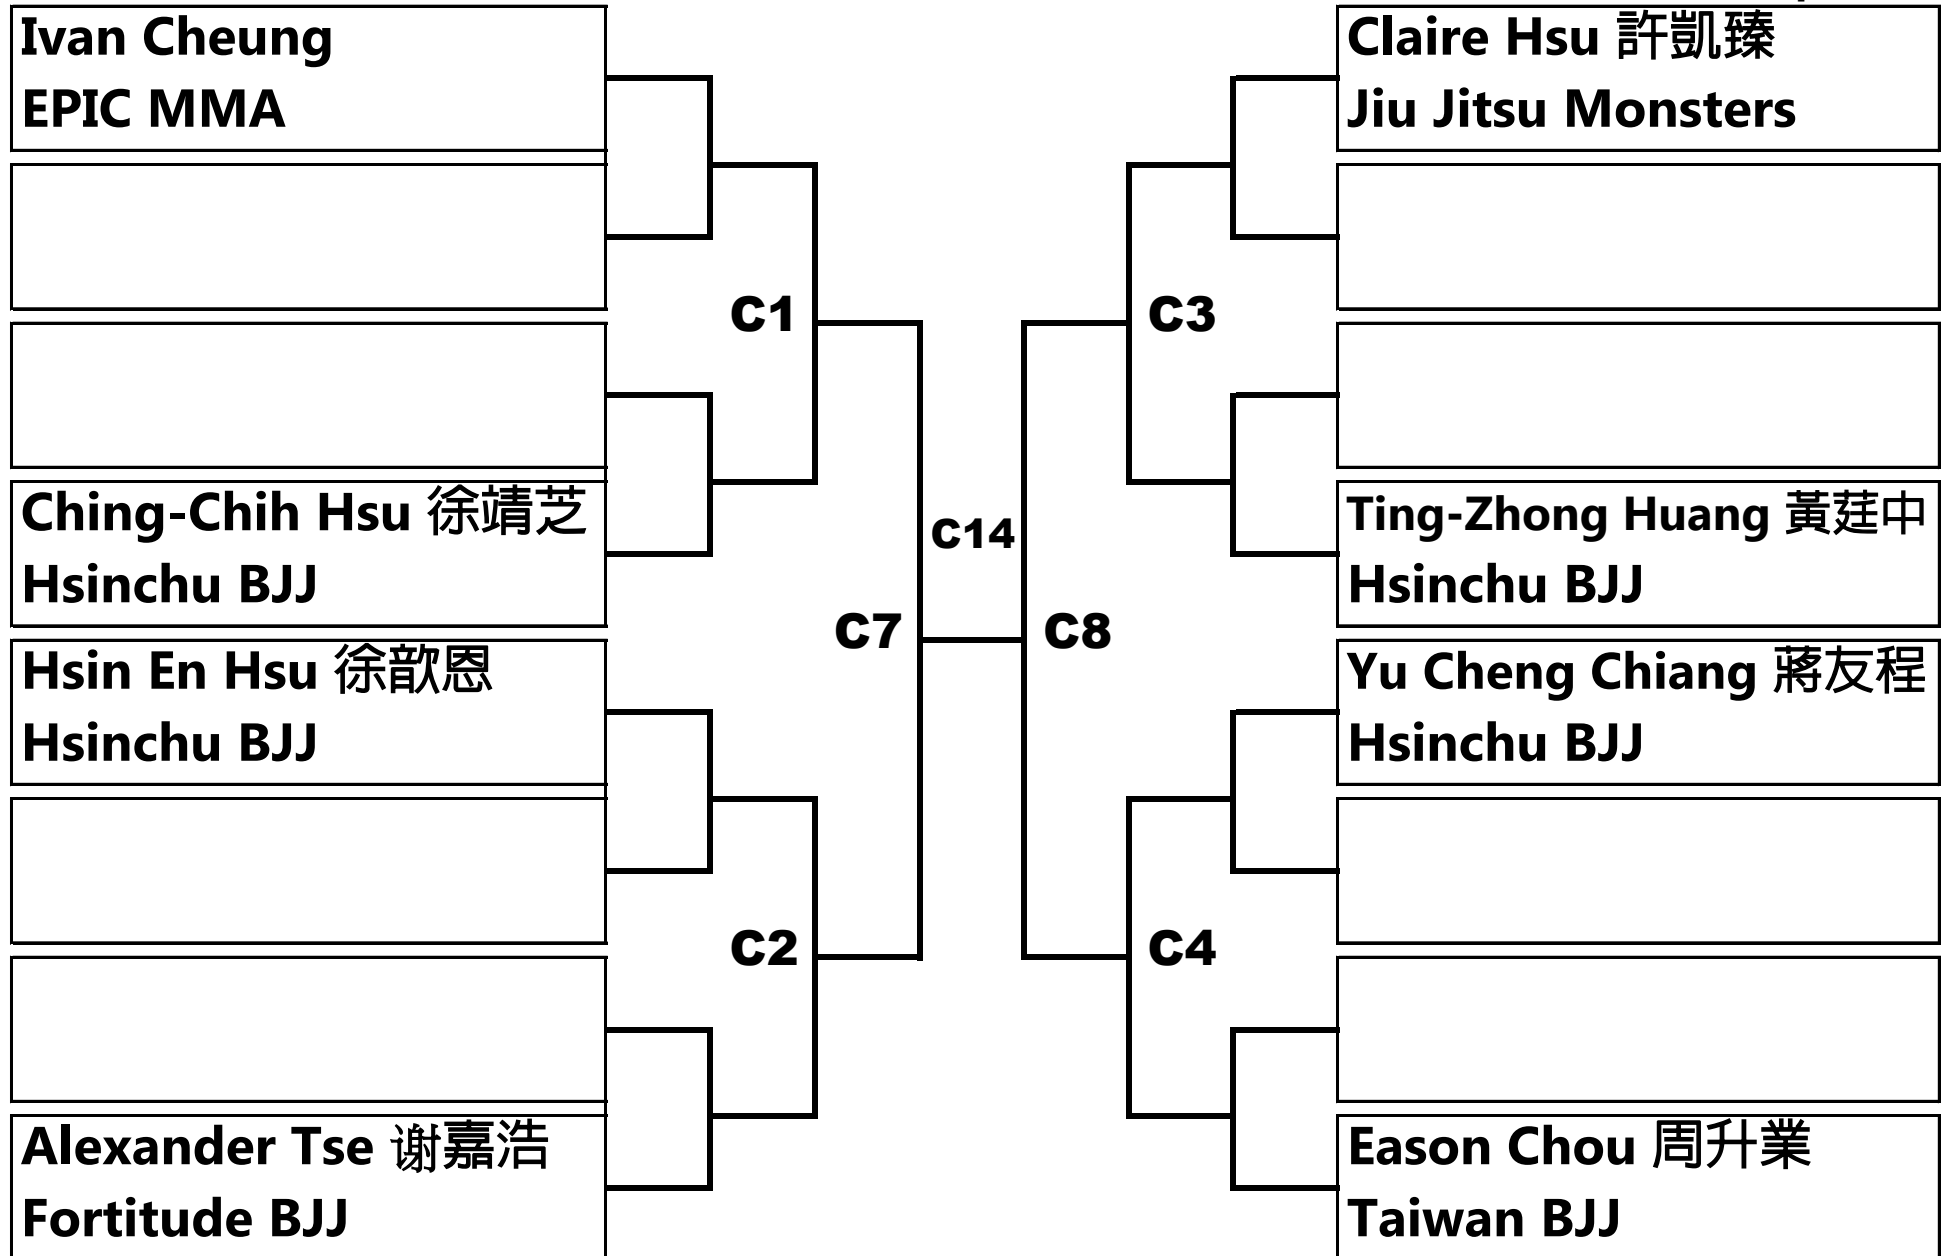 Ivan Cheung
EPIC MMA
Ching-Chih Hsu 徐靖芝
Hsinchu BJJ
Hsin En Hsu 徐歆恩
Hsinchu BJJ
Alexander Tse 谢嘉浩
Fortitude BJJ
C1
C2
C7
C14
C8
C3
C4
Claire Hsu 許凱臻
Jiu Jitsu Monsters
Ting-Zhong Huang 黃莛中
Hsinchu BJJ
Yu Cheng Chiang 蔣友程
Hsinchu BJJ
Eason Chou 周升業
Taiwan BJJ